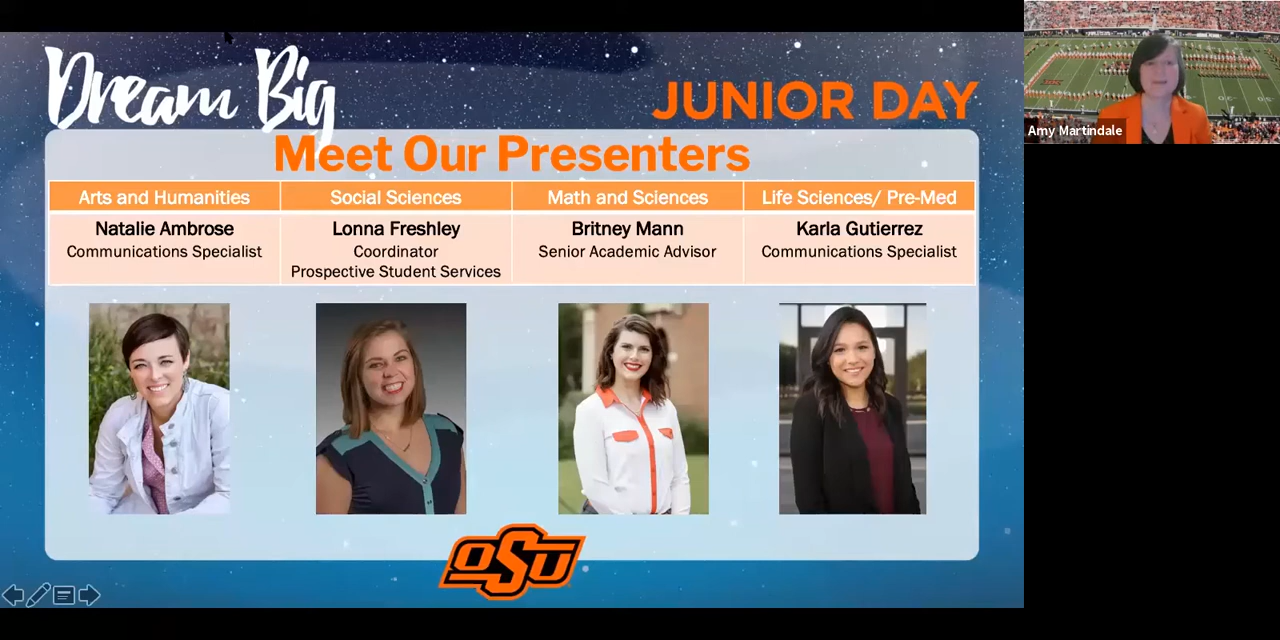 Dream Big
JUNIOR DAY
Meet Our Presenters
Arts and Humanities
Social Sciences
Math and Sciences
Life Sciences/ Pre-Med
Natalie Ambrose
Communications Specialist
Lonna Freshley
Coordinator
Prospective Student Services
Britney Mann
Senior Academic Advisor
Karla Gutierrez
Communications Specialist
OSU
Amy Martindale